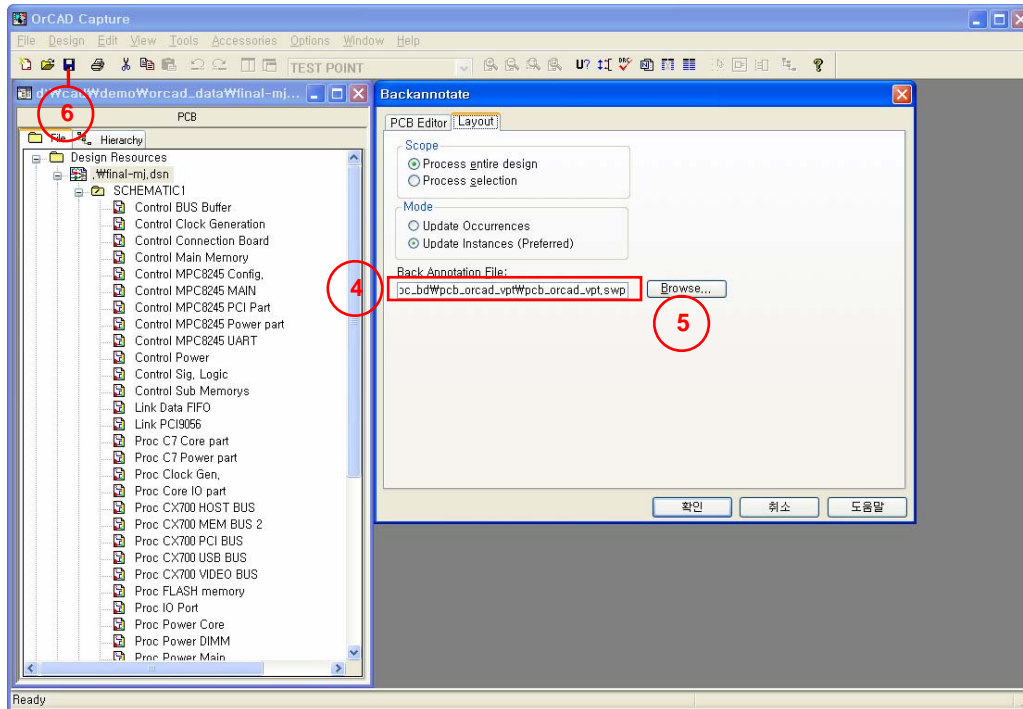 OrCAD Capture
File Design Edit View Tools Accessories Options Window Help
TEST POINT
U?
DRC
?
PCB
6
File Hierarchy
Design Resources
.₩final-mj.dsn
SCHEMATIC1
Control BUS Buffer
Control Clock Generation
Control Connection Board
Control Main Memory
Control MPC8245 Config,
Control MPC8245 MAIN
Control MPC8245 PCI Part
Control MPC8245 Power part
Control MPC8245 UART
Control Power
Control Sig, Logic
Control Sub Memorys
Link Data FIFO
Link PCI9056
Proc C7 Core part
Proc C7 Power part
Proc Clock Gen,
Proc Core IO part
Proc CX700 HOST BUS
Proc CX700 MEM BUS 2
Proc CX700 PCI BUS
Proc CX700 USB BUS
Proc CX700 VIDEO BUS
Proc FLASH memory
Proc IO Port
Proc Power Core
Proc Power DIMM
Proc Power Main
Backannotate
PCB Editor Layout
Scope
Process entire design
Process selection
Mode
Update Occurrences
Update Instances (Preferred)
Back Annotation File:
4
oc_bd₩pcb_orcad_vpt₩pcb_orcad_vpt,swp
Browse...
5
확인 취소 도움말
Ready